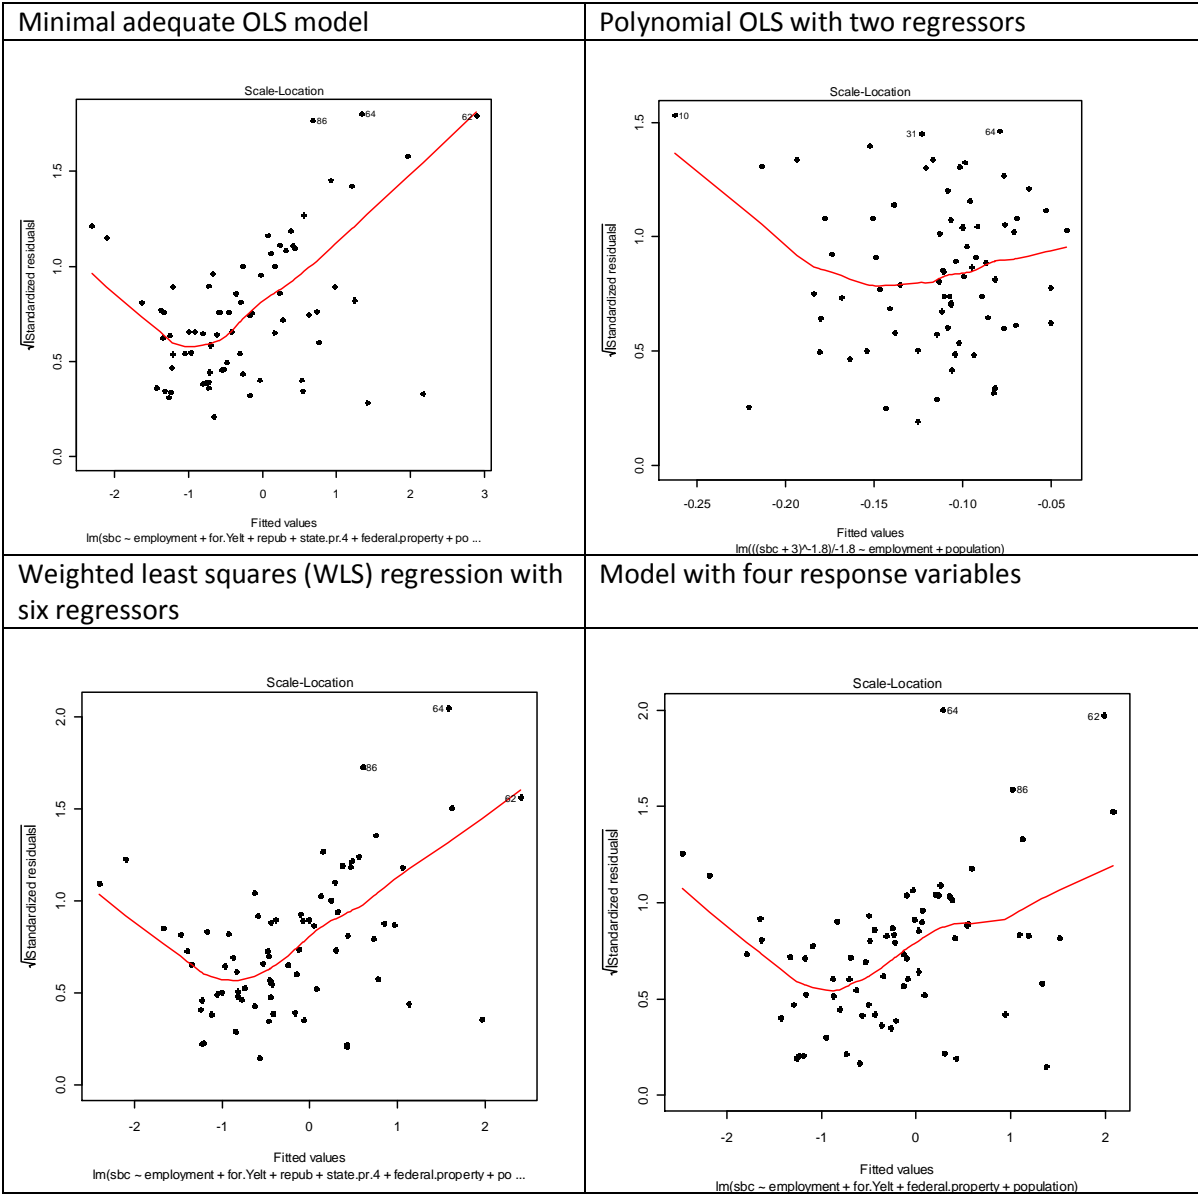 Minimal adequate OLS model
Polynomial OLS with two regressors
Scale-Location
√|Standardized residuals|
0.0
0.5
1.0
1.5
86
64
62
-2
-1
0
1
2
3
Fitted values
lm(sbc ~ employment + for.Yelt + repub + state.pr.4 + federal.property + po ...
Scale-Location
√|Standardized residuals|
0.0
0.5
1.0
1.5
10
31
64
-0.25
-0.20
-0.15
-0.10
-0.05
Fitted values
lm(((sbc + 3)^-1.8)/-1.8 ~ employment + population)
Weighted least squares (WLS) regression with
six regressors
Model with four response variables
Scale-Location
√|Standardized residuals|
0.0
0.5
1.0
1.5
2.0
64
86
62
-2
-1
0
1
2
Fitted values
lm(sbc ~ employment + for.Yelt + repub + state.pr.4 + federal.property + po ...
Scale-Location
√|Standardized residuals|
0.0
0.5
1.0
1.5
2.0
64
62
86
-2
-1
0
1
2
Fitted values
lm(sbc ~ employment + for.Yelt + federal.property + population)